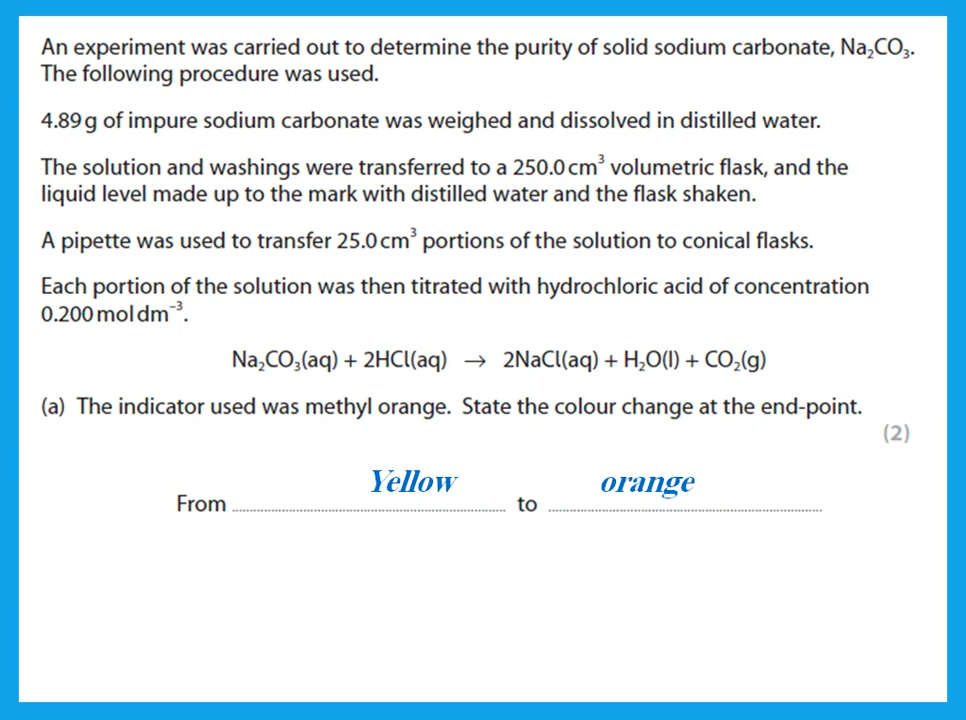 An experiment was carried out to determine the purity of solid sodium carbonate, Na₂CO₃.
The following procedure was used.
4.89 g of impure sodium carbonate was weighed and dissolved in distilled water.
The solution and washings were transferred to a 250.0 cm³ volumetric flask, and the
liquid level made up to the mark with distilled water and the flask shaken.
A pipette was used to transfer 25.0 cm³ portions of the solution to conical flasks.
Each portion of the solution was then titrated with hydrochloric acid of concentration
0.200 mol dm⁻³.
Na₂CO₃(aq) + 2HCl(aq) → 2NaCl(aq) + H₂O(l) + CO₂(g)
(a) The indicator used was methyl orange. State the colour change at the end-point.
(2)
From Yellow to orange